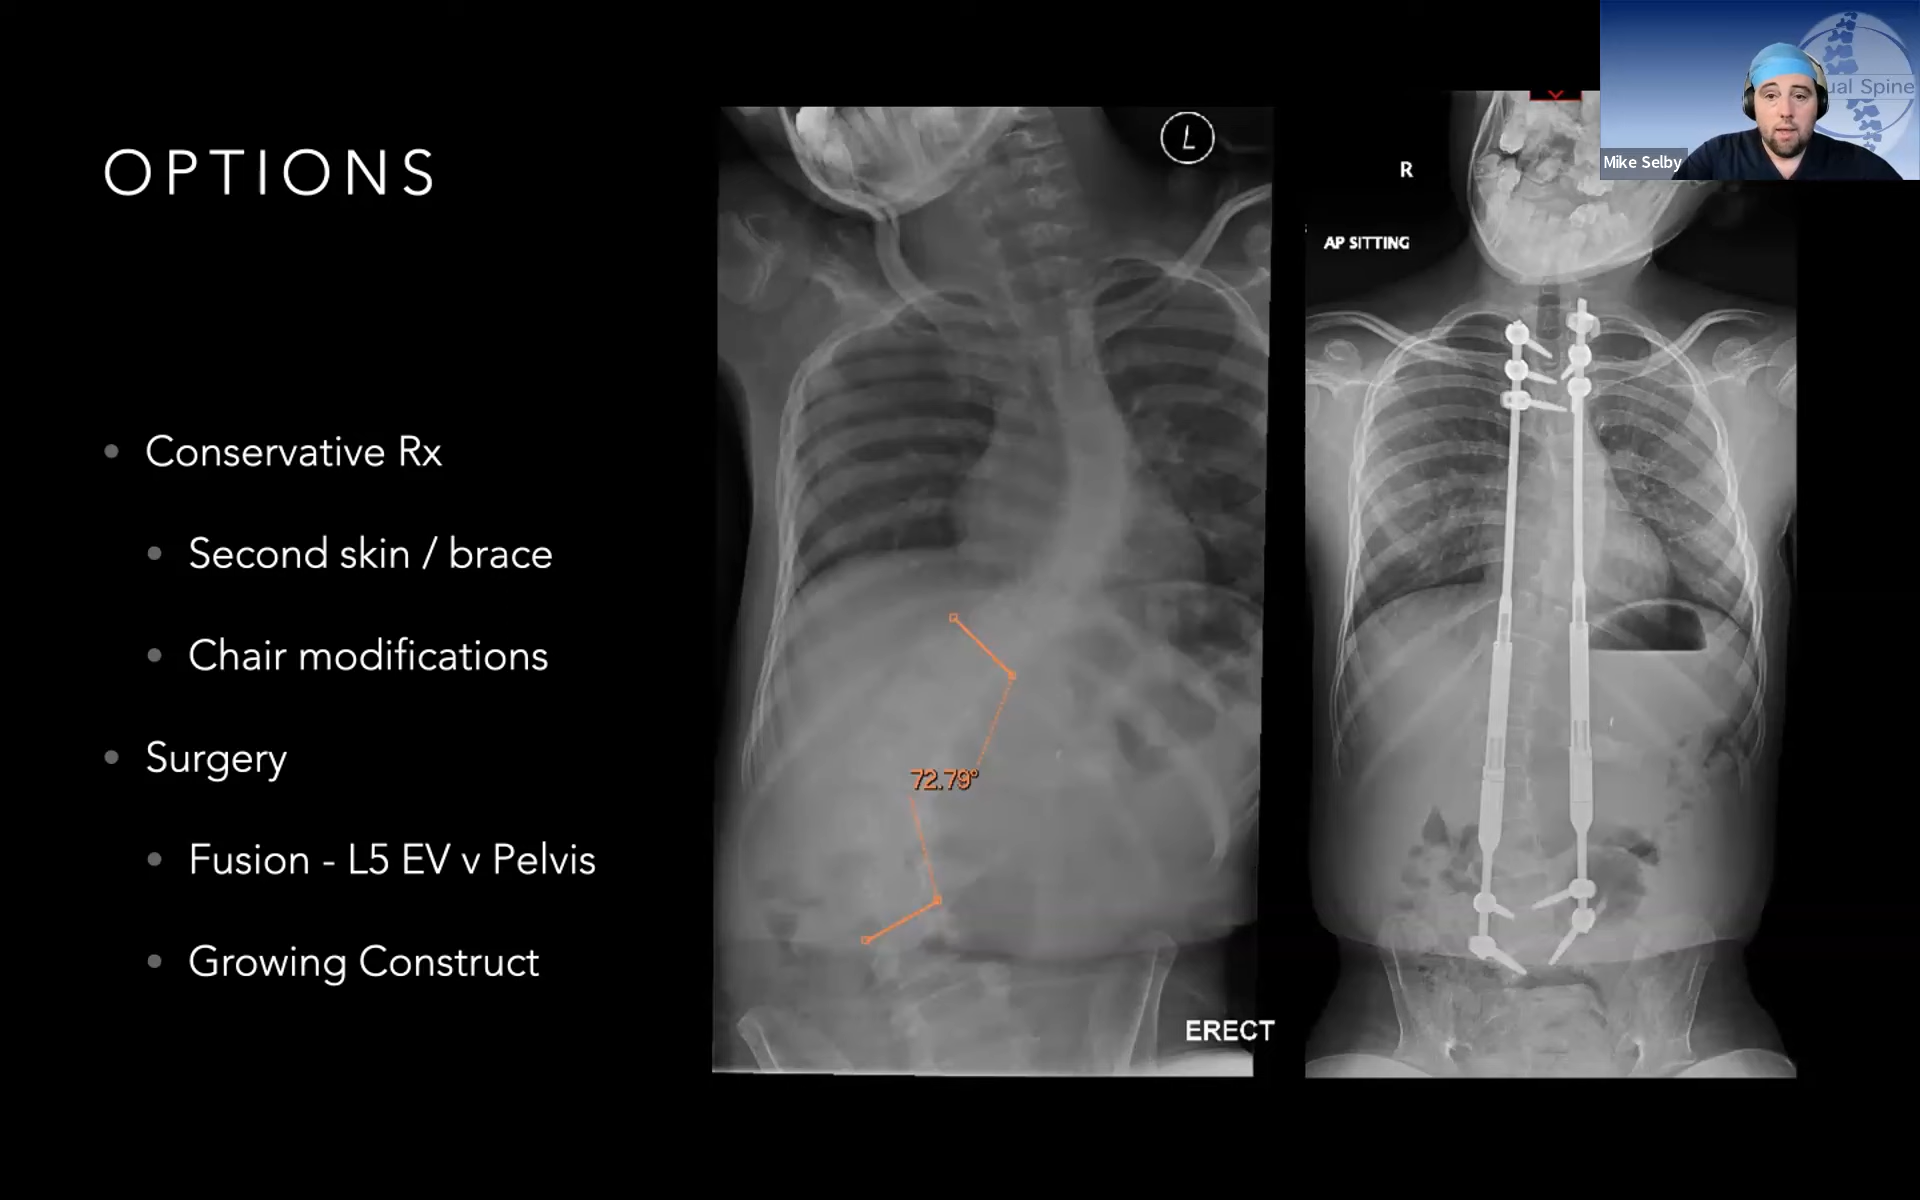 OPTIONS
Conservative Rx
Second skin / brace
Chair modifications
Surgery
Fusion - L5 EV v Pelvis
Growing Construct
L
72.79°
ERECT
R
AP SITTING
ual Spine
Mike Selby